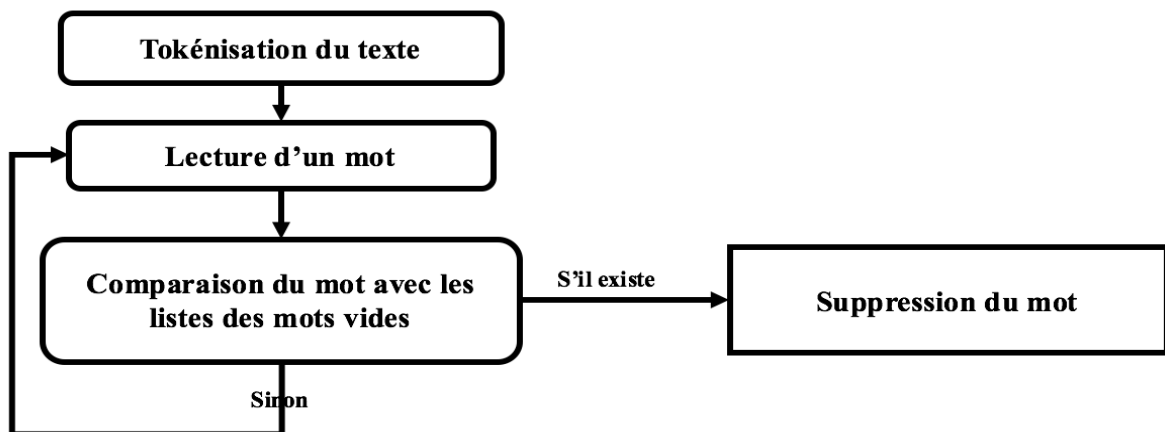 Tokénisation du texte
Lecture d'un mot
Comparaison du mot avec les
listes des mots vides
S'il existe
Suppression du mot
Sinon